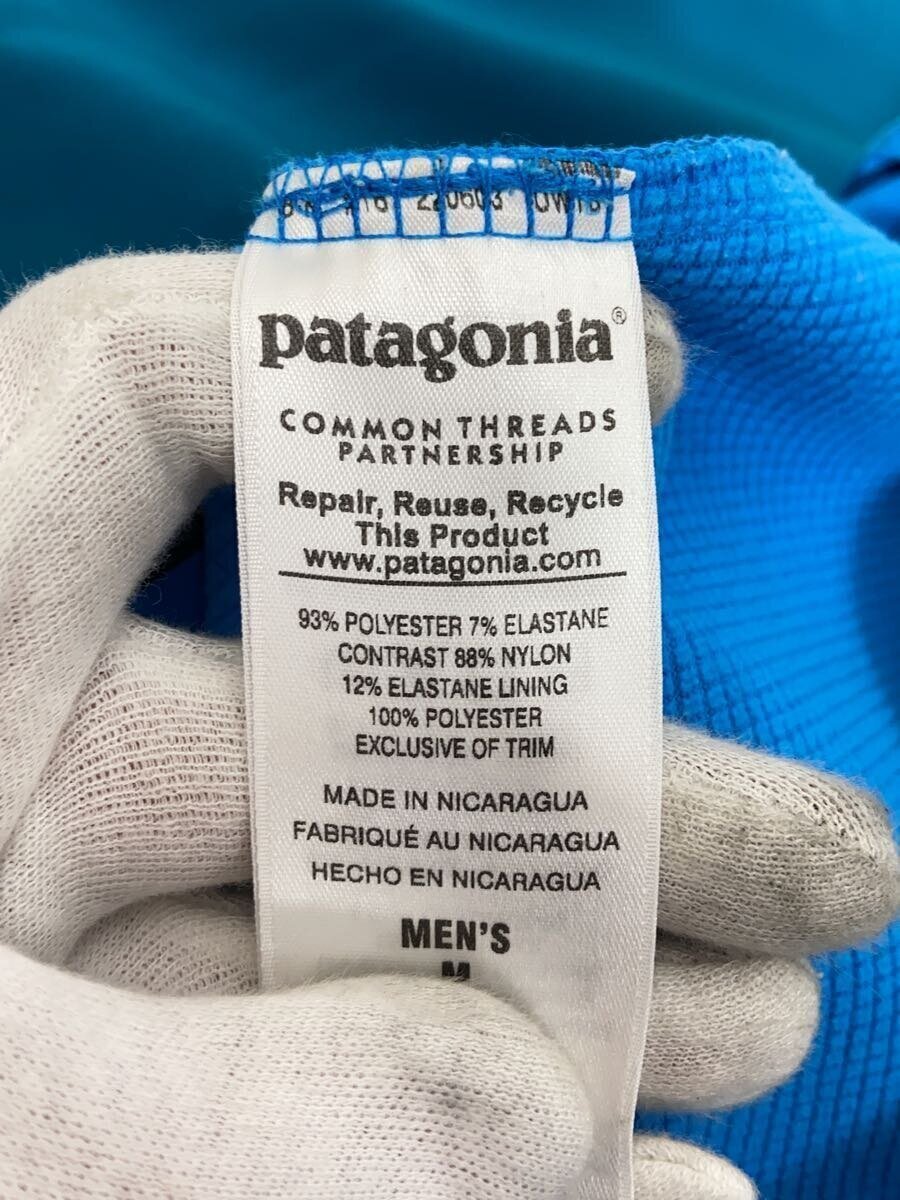 220603
patagonia®
COMMON THREADS
PARTNERSHIP
Repair, Reuse, Recycle
This Product
www.patagonia.com
93% POLYESTER 7% ELASTANE
CONTRAST 88% NYLON
12% ELASTANE LINING
100% POLYESTER
EXCLUSIVE OF TRIM
MADE IN NICARAGUA
FABRIQUÉ AU NICARAGUA
HECHO EN NICARAGUA
MEN'S
M